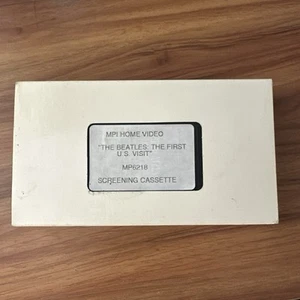 MPI HOME VIDEO
"THE BEATLES: THE FIRST
U.S. VISIT"
MP6218
SCREENING CASSETTE